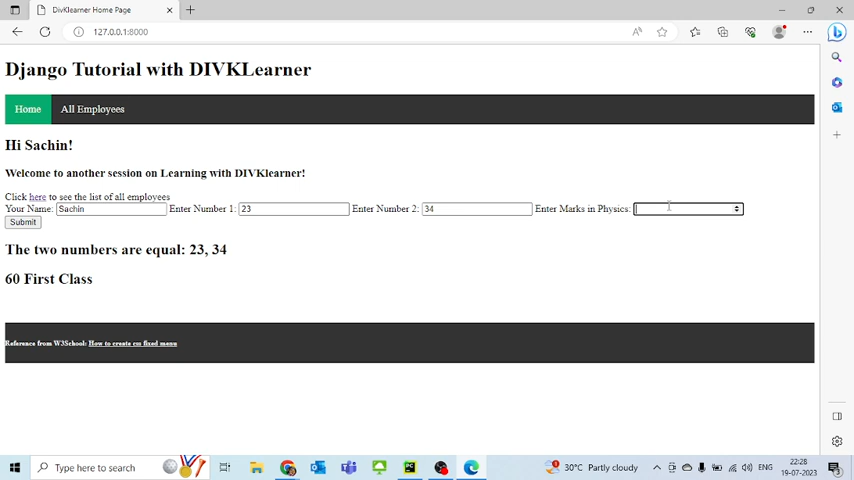 DivKlearner Home Page
127.0.0.1:8000
Django Tutorial with DIVKLearner
Home All Employees
Hi Sachin!
Welcome to another session on Learning with DIVKlearner!
Click here to see the list of all employees
Your Name: Sachin Enter Number 1: 23 Enter Number 2: 34 Enter Marks in Physics:
Submit
The two numbers are equal: 23, 34
60 First Class
Reference from W3School: How to create css fixed menu
Type here to search
30°C Partly cloudy
ENG
22:28
19-07-2023